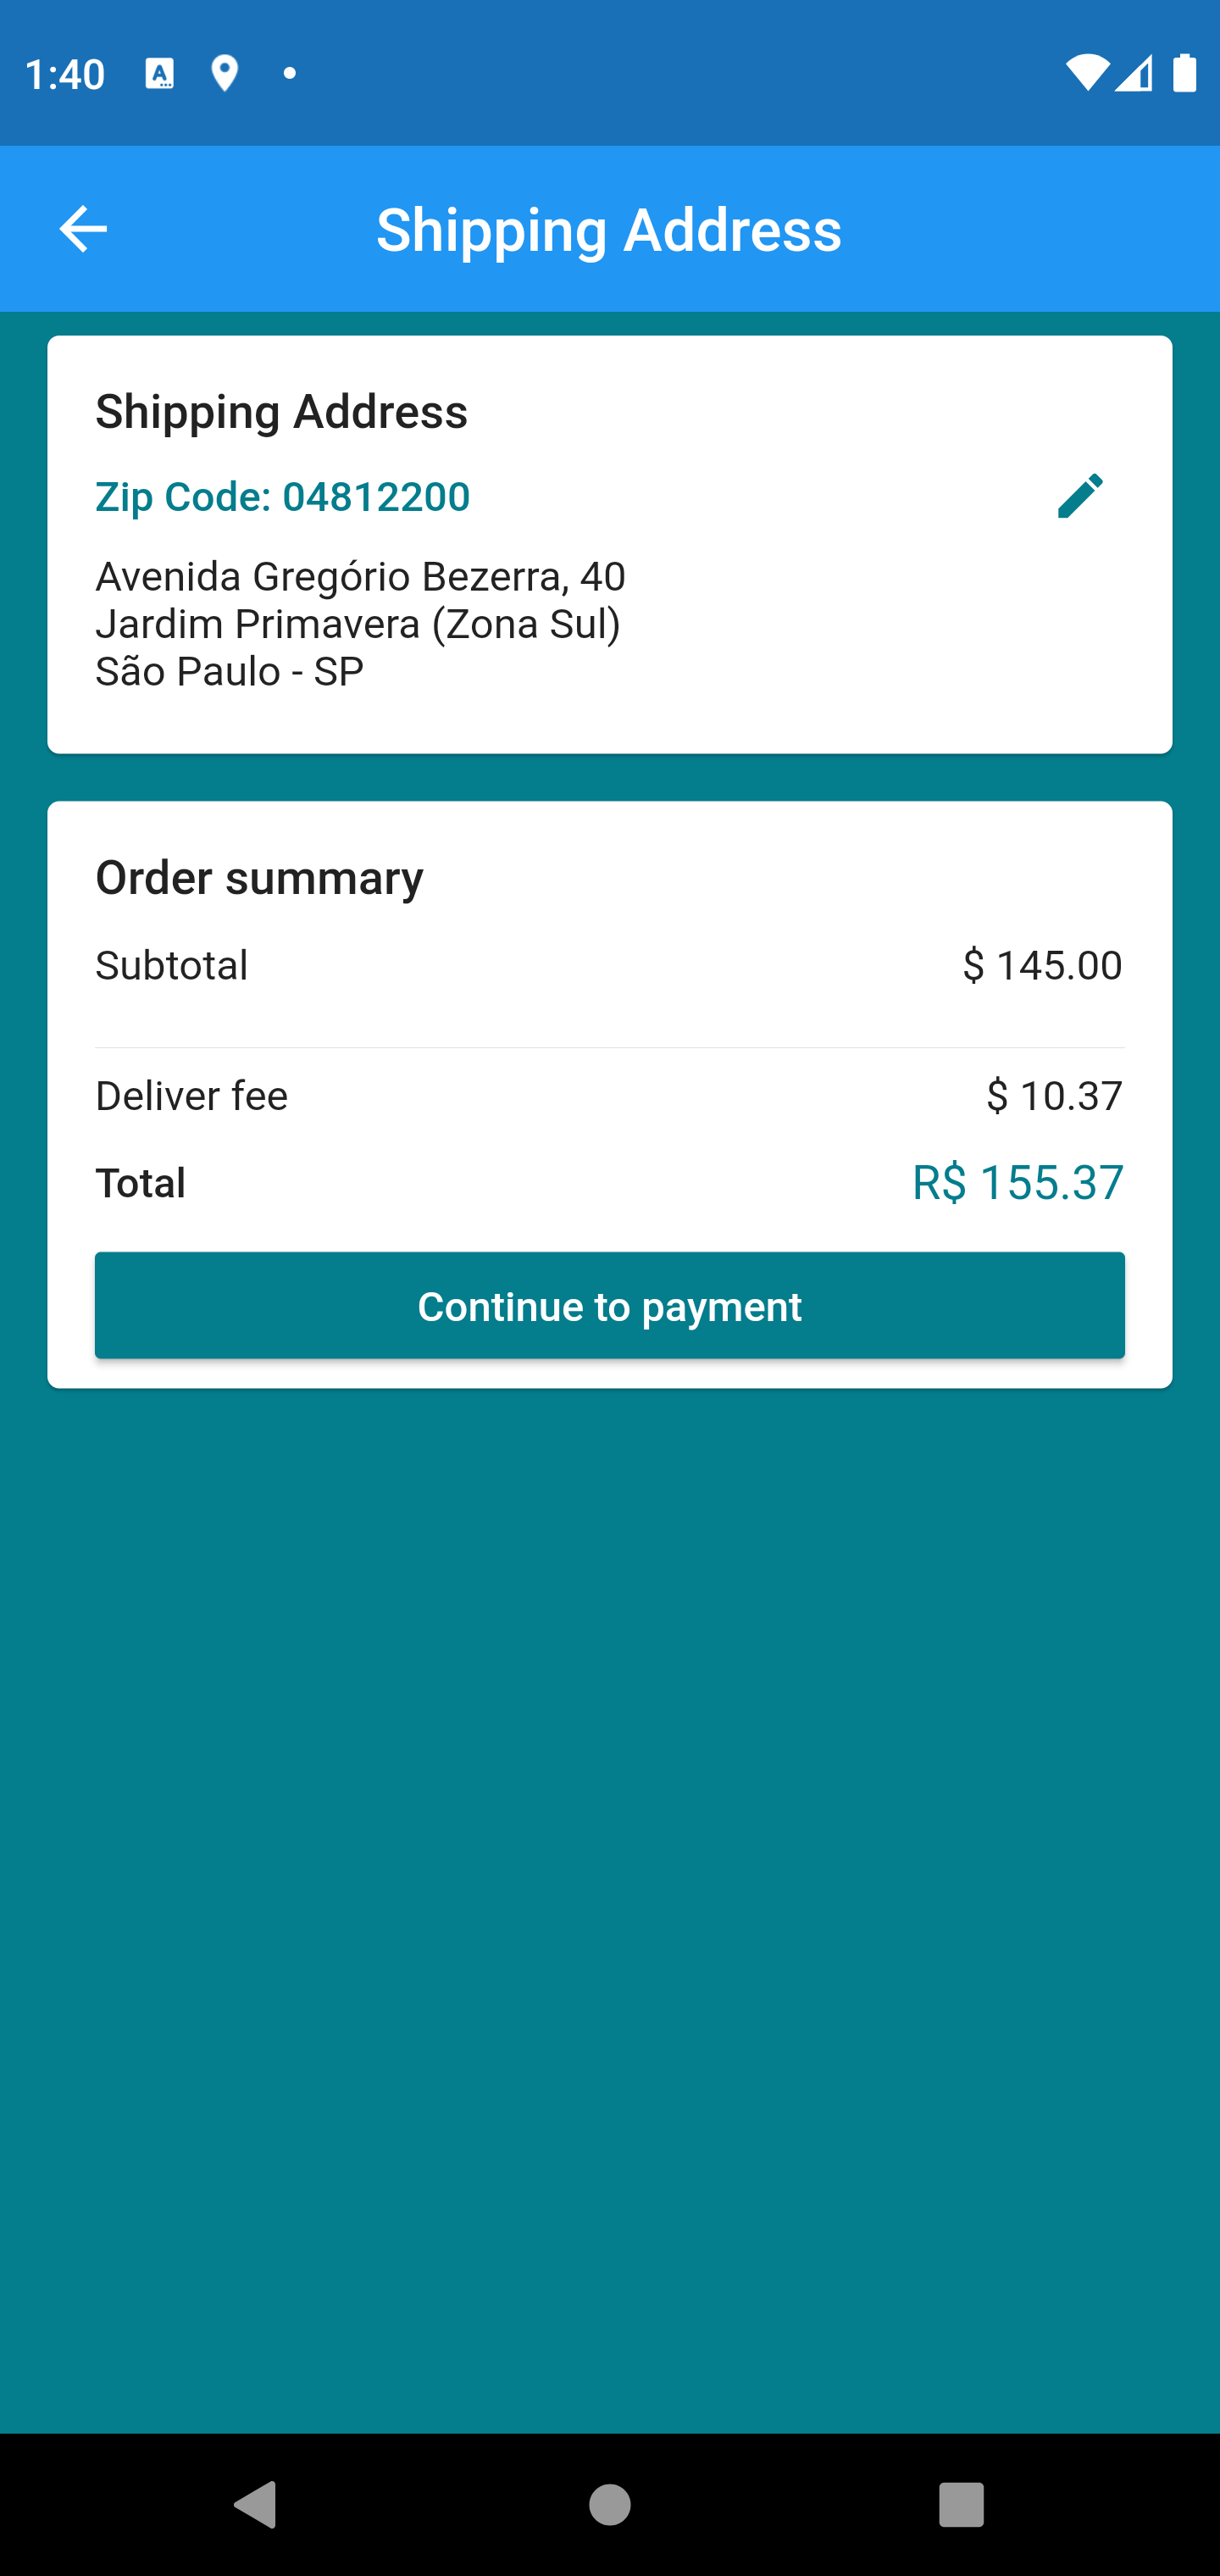 1:40
Shipping Address
Shipping Address
Zip Code: 04812200
Avenida Gregório Bezerra, 40
Jardim Primavera (Zona Sul)
São Paulo - SP
Order summary
Subtotal $ 145.00
Deliver fee $ 10.37
Total R$ 155.37
Continue to payment